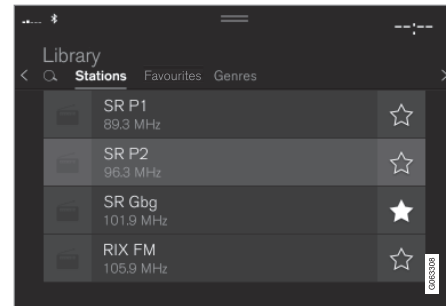 --:--
Library
Stations Favourites Genres
SR P1
89.3 MHz
SR P2
96.3 MHz
SR Gbg
101.9 MHz
RIX FM
105.9 MHz
G063308